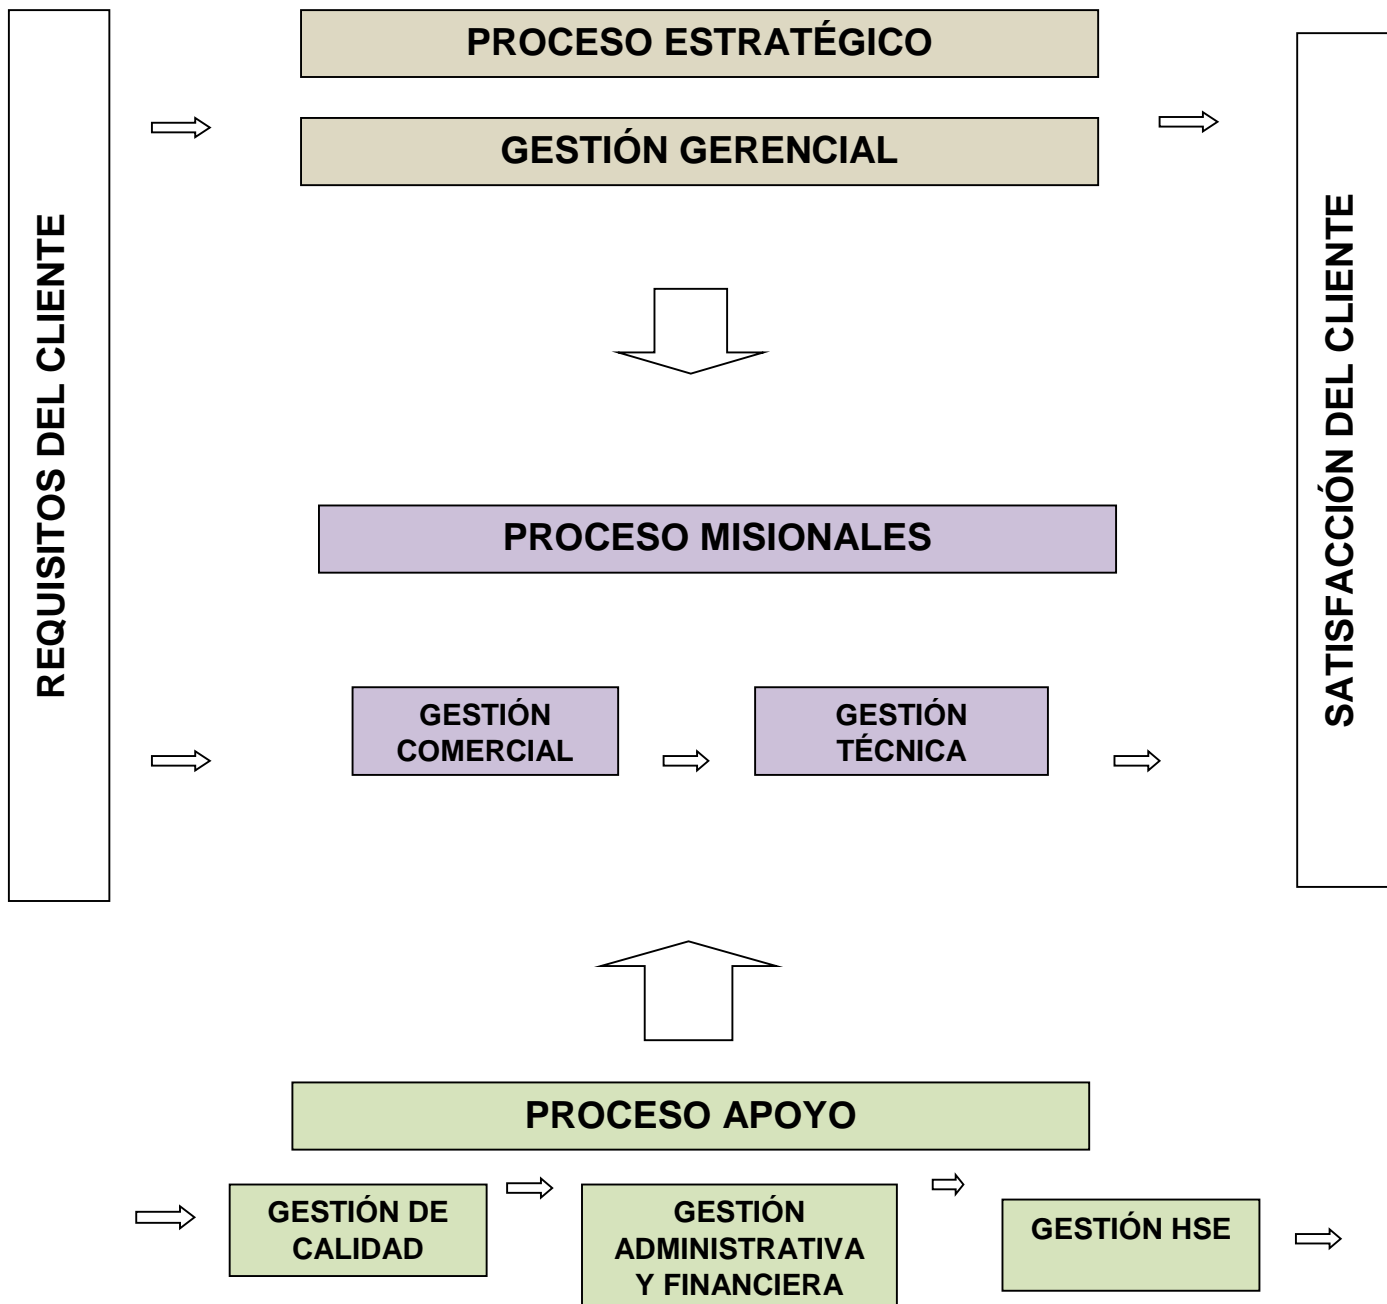 PROCESO ESTRATÉGICO
GESTIÓN GERENCIAL
REQUISITOS DEL CLIENTE
SATISFACCIÓN DEL CLIENTE
PROCESO MISIONALES
GESTIÓN
COMERCIAL
GESTIÓN
TÉCNICA
PROCESO APOYO
GESTIÓN DE
CALIDAD
GESTIÓN
ADMINISTRATIVA
Y FINANCIERA
GESTIÓN HSE